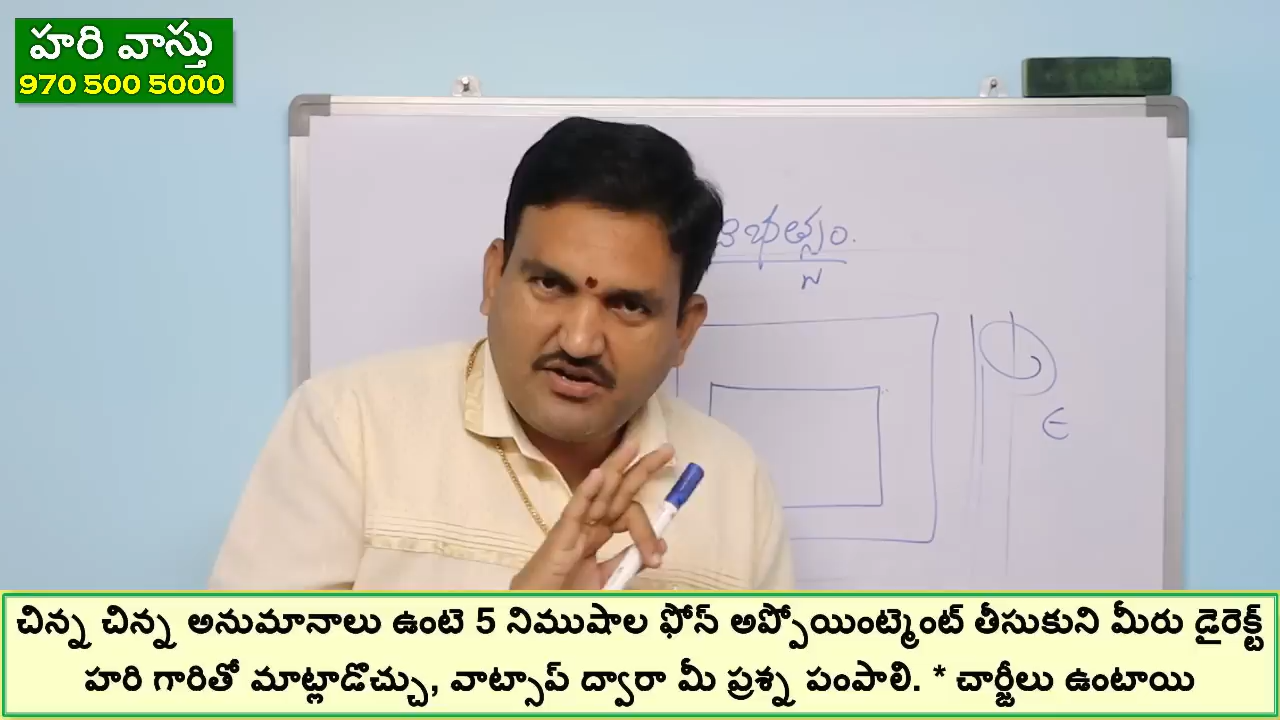 హరి వాస్తు
970 500 5000
N
E
చిన్న చిన్న అనుమానాలు ఉంటె 5 నిముషాల ఫోన్ అప్పోయింట్మెంట్ తీసుకుని మీరు డైరెక్ట్
హరి గారితో మాట్లాడొచ్చు, వాట్సాప్ ద్వారా మీ ప్రశ్న పంపాలి. * చార్జీలు ఉంటాయి